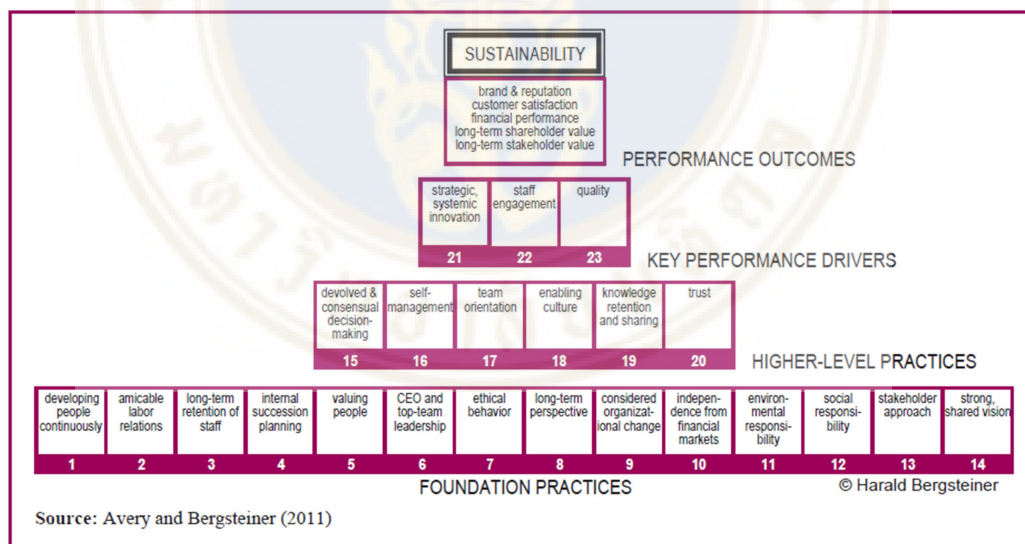 SUSTAINABILITY
brand & reputation
customer satisfaction
financial performance
long-term shareholder value
long-term stakeholder value
PERFORMANCE OUTCOMES
strategic,
systemic
innovation
21
staff
engagement
22
quality
23
KEY PERFORMANCE DRIVERS
devolved &
consensual
decision-
making
15
self-
management
16
team
orientation
17
enabling
culture
18
knowledge
retention
and sharing
19
trust
20
HIGHER-LEVEL PRACTICES
developing
people
continuously
1
amicable
labor
relations
2
long-term
retention of
staff
3
internal
succession
planning
4
valuing
people
5
CEO and
top-team
leadership
6
ethical
behavior
7
long-term
perspective
8
considered
organizat-
ional change
9
indepen-
dence from
financial
markets
10
environ-
mental
responsi-
bility
11
social
responsi-
bility
12
stakeholder
approach
13
strong,
shared vision
14
FOUNDATION PRACTICES
© Harald Bergsteiner
Source: Avery and Bergsteiner (2011)